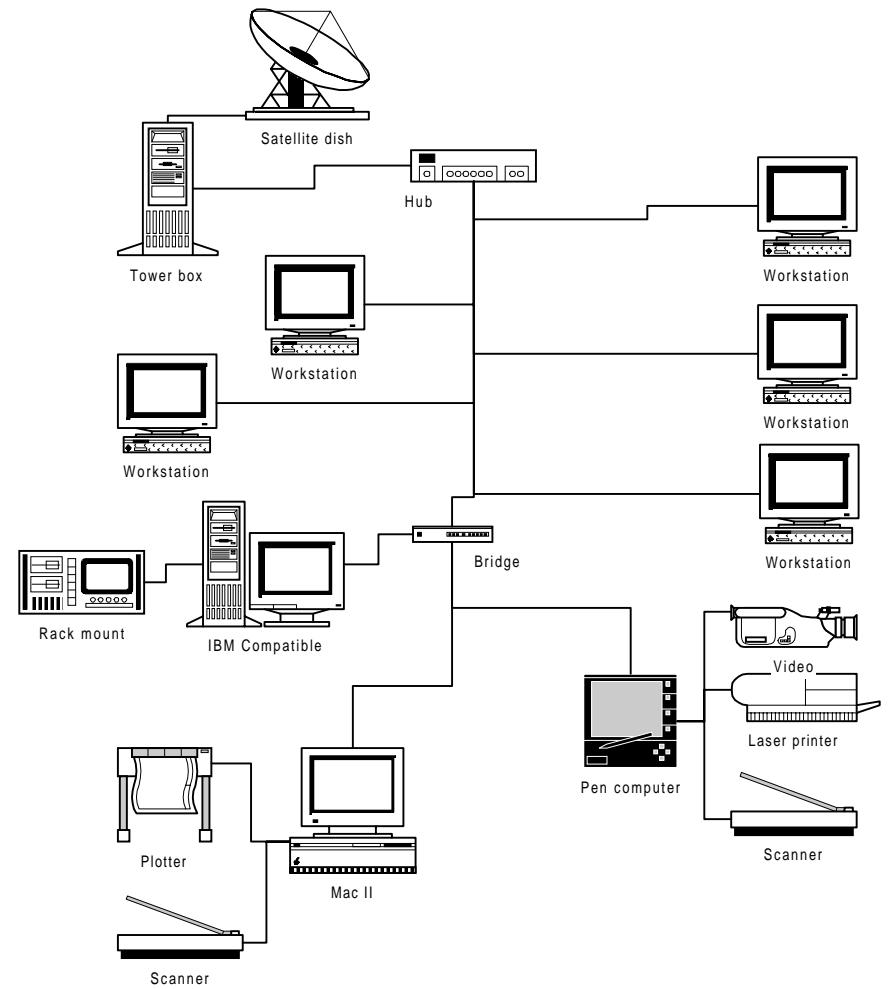 Satellite dish
Hub
Tower box
Workstation
Workstation
Workstation
Workstation
Workstation
Bridge
Rack mount
IBM Compatible
Video
Laser printer
Pen computer
Scanner
Plotter
Mac II
Scanner